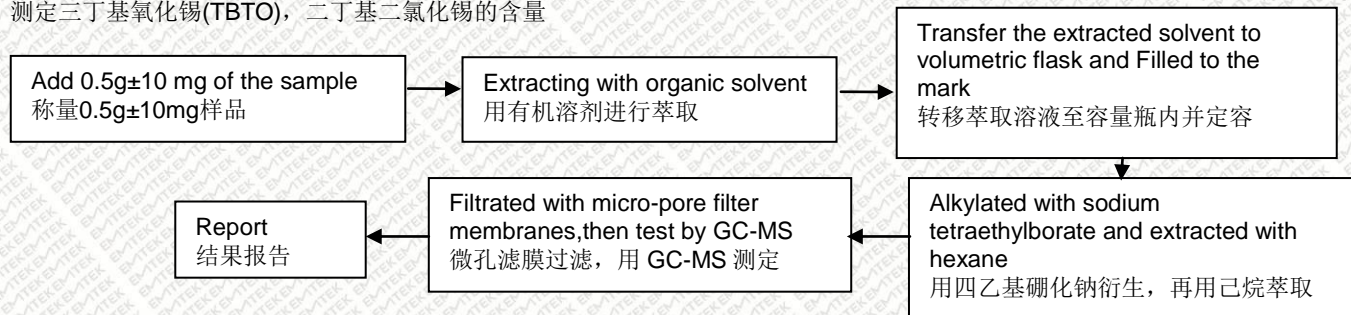 测定三丁基氧化锡(TBTO)，二丁基二氯化锡的含量
Add 0.5g±10 mg of the sample
称量0.5g±10mg样品
Extracting with organic solvent
用有机溶剂进行萃取
Transfer the extracted solvent to
volumetric flask and Filled to the
mark
转移萃取溶液至容量瓶内并定容
Alkylated with sodium
tetraethylborate and extracted with
hexane
用四乙基硼化钠衍生，再用己烷萃取
Filtrated with micro-pore filter
membranes,then test by GC-MS
微孔滤膜过滤，用 GC-MS 测定
Report
结果报告